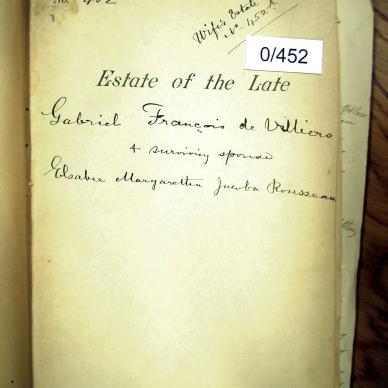 No. 452
Wife's Estate
No. 452 A
0/452
Estate of the Late
Gabriel François de Villiers
& surviving spouse
Elsabie Margaretha Jacoba Rousseau